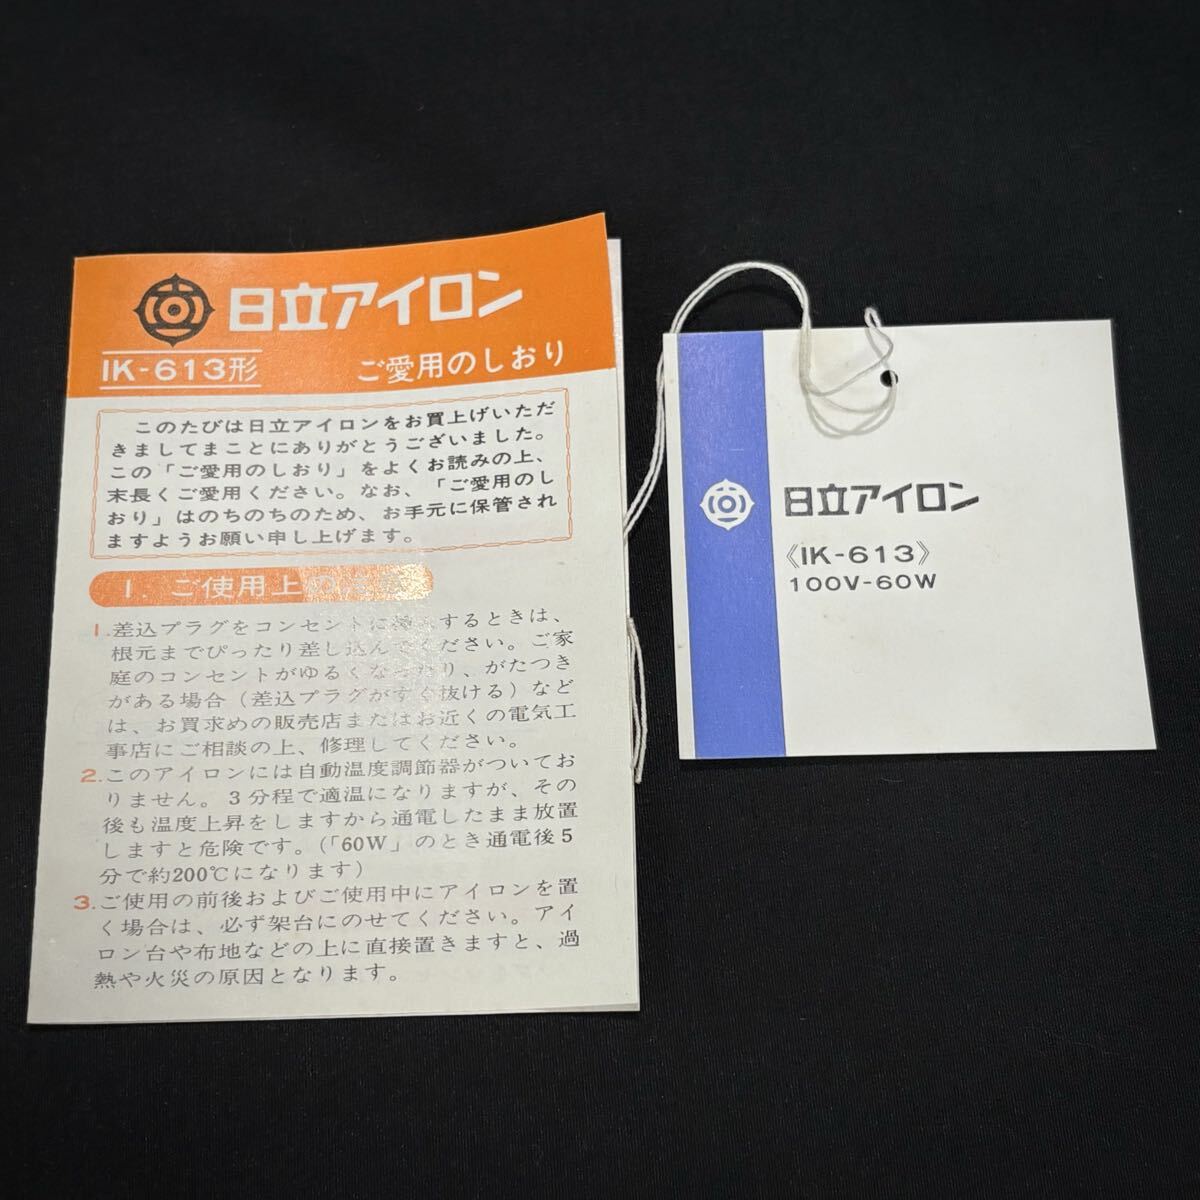 日立アイロン
IK-613形 ご愛用のしおり
このたびは日立アイロンをお買上げいただ
きましてまことにありがとうございました。
この「ご愛用のしおり」をよくお読みの上、
末長くご愛用ください。なお、「ご愛用のし
おり」はのちのちのため、お手元に保管され
ますようお願い申し上げます。
1. ご使用上の
1.差込プラグをコンセントに するときは、
根元までぴったり差し込んでください。ご家
庭のコンセントがゆるくなったり、がたつき
がある場合(差込プラグがすぐ抜ける)など
は、お買求めの販売店またはお近くの電気工
事店にご相談の上、修理してください。
2.このアイロンには自動温度調節器がついてお
りません。3分程で適温になりますが、その
後も温度上昇をしますから通電したまま放置
しますと危険です。(「60W」のとき通電後5
分で約200℃になります)
3.ご使用の前後およびご使用中にアイロンを置
く場合は、必ず架台にのせてください。アイ
ロン台や布地などの上に直接置きますと、過
熱や火災の原因となります。
日立アイロン
《IK-613》
100V-60W